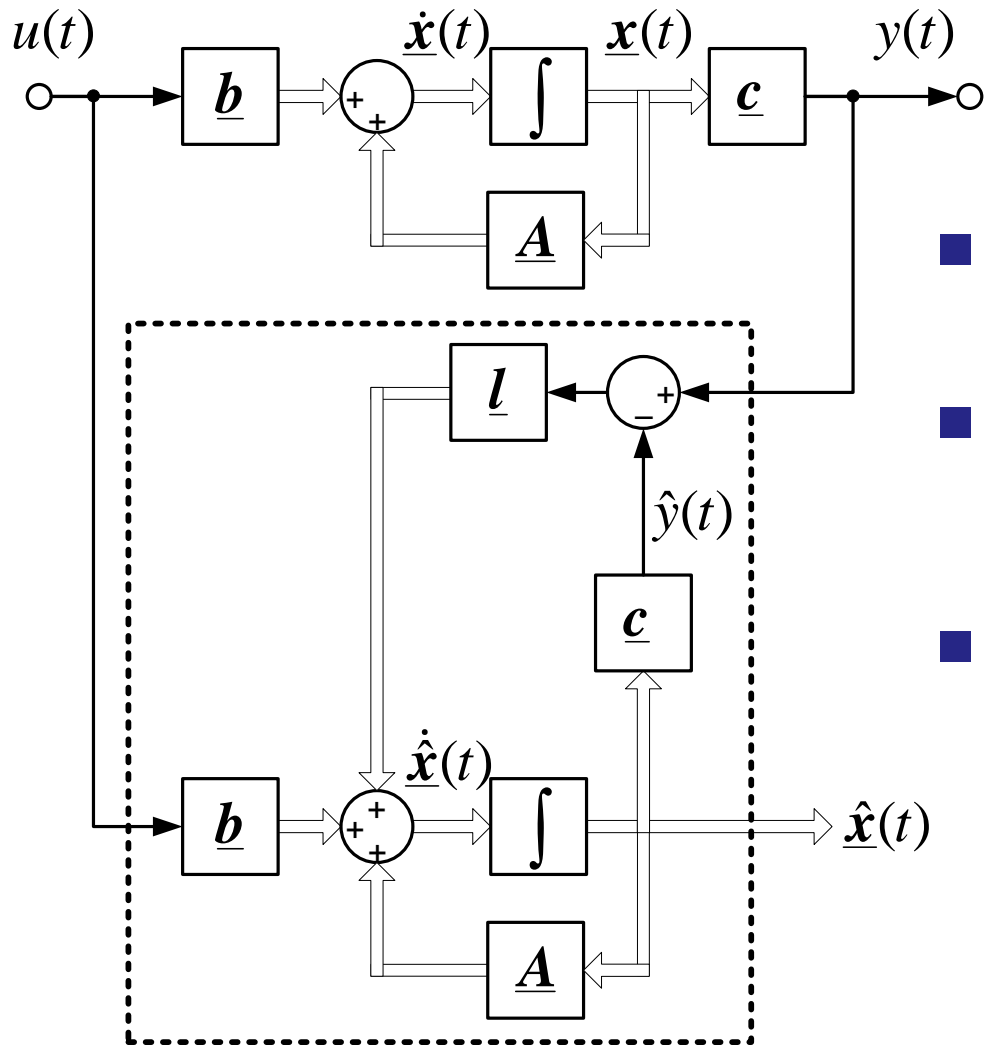 u(t) ẋ(t) x(t) y(t)
b + + ∫ c
A
l + −
ŷ(t)
c
x̂̇(t)
b + + + ∫ x̂(t)
A